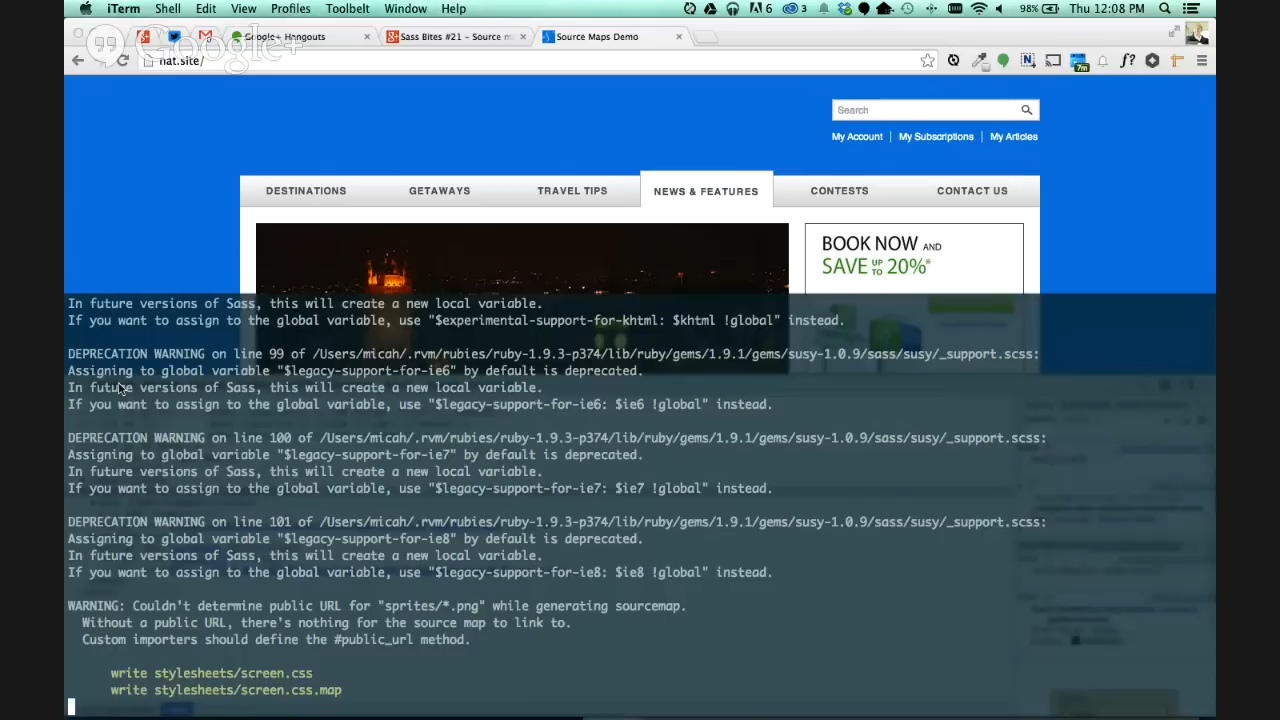 iTerm Shell Edit View Profiles Toolbelt Window Help 6 3 98% Thu 12:08 PM
Google+
Google+ Hangouts Sass Bites #21 – Source m Source Maps Demo
hat.site/
7m
Search
My Account My Subscriptions My Articles
DESTINATIONS GETAWAYS TRAVEL TIPS NEWS & FEATURES CONTESTS CONTACT US
BOOK NOW AND
SAVE UP TO 20%*
In future versions of Sass, this will create a new local variable.
If you want to assign to the global variable, use "$experimental-support-for-khtml: $khtml !global" instead.
DEPRECATION WARNING on line 99 of /Users/micah/.rvm/rubies/ruby-1.9.3-p374/lib/ruby/gems/1.9.1/gems/susy-1.0.9/sass/susy/_support.scss:
Assigning to global variable "$legacy-support-for-ie6" by default is deprecated.
In future versions of Sass, this will create a new local variable.
If you want to assign to the global variable, use "$legacy-support-for-ie6: $ie6 !global" instead.
DEPRECATION WARNING on line 100 of /Users/micah/.rvm/rubies/ruby-1.9.3-p374/lib/ruby/gems/1.9.1/gems/susy-1.0.9/sass/susy/_support.scss:
Assigning to global variable "$legacy-support-for-ie7" by default is deprecated.
In future versions of Sass, this will create a new local variable.
If you want to assign to the global variable, use "$legacy-support-for-ie7: $ie7 !global" instead.
DEPRECATION WARNING on line 101 of /Users/micah/.rvm/rubies/ruby-1.9.3-p374/lib/ruby/gems/1.9.1/gems/susy-1.0.9/sass/susy/_support.scss:
Assigning to global variable "$legacy-support-for-ie8" by default is deprecated.
In future versions of Sass, this will create a new local variable.
If you want to assign to the global variable, use "$legacy-support-for-ie8: $ie8 !global" instead.
WARNING: Couldn't determine public URL for "sprites/*.png" while generating sourcemap.
Without a public URL, there's nothing for the source map to link to.
Custom importers should define the #public_url method.
write stylesheets/screen.css
write stylesheets/screen.css.map